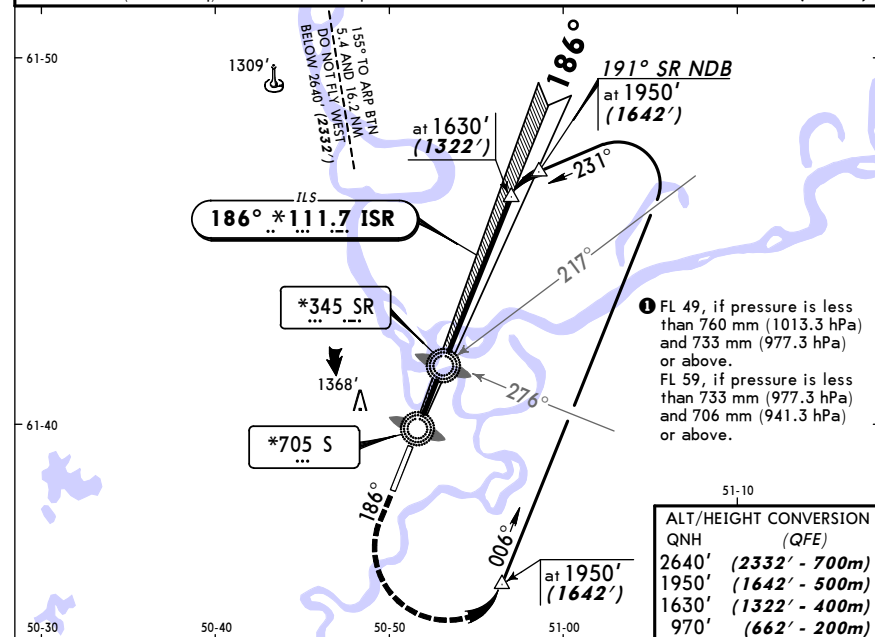 61-50
1309'
155° TO ARP BTN
5.4 AND 16.2 NM
DO NOT FLY WEST
BELOW 2640' (2332')
186°
191° SR NDB
at 1950'
(1642')
at 1630'
(1322')
231°
ILS
186° *111.7 ISR
217°
*345 SR
1 FL 49, if pressure is less
than 760 mm (1013.3 hPa)
and 733 mm (977.3 hPa)
or above.
FL 59, if pressure is less
than 733 mm (977.3 hPa)
and 706 mm (941.3 hPa)
or above.
1368'
276°
61-40
*705 S
186°
006°
at 1950'
(1642')
51-10
ALT/HEIGHT CONVERSION
QNH (QFE)
2640' (2332' - 700m)
1950' (1642' - 500m)
1630' (1322' - 400m)
970' (662' - 200m)
50-30 50-40 50-50 51-00